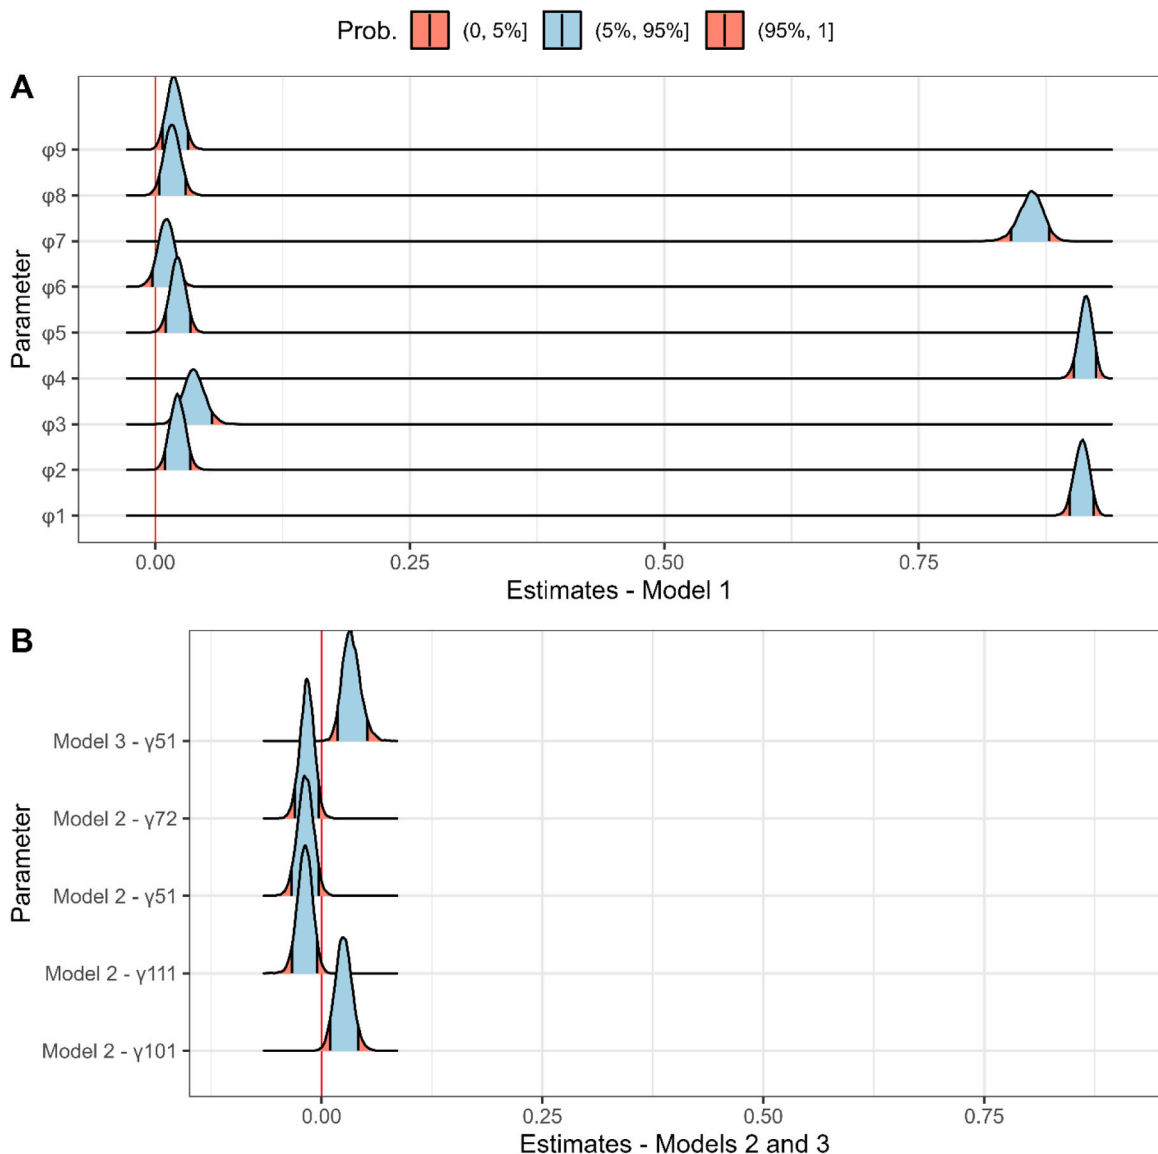 Prob. (0, 5%] (5%, 95%] (95%, 1]
A
φ9
φ8
φ7
φ6
φ5
φ4
φ3
φ2
φ1
Parameter
0.00 0.25 0.50 0.75
Estimates - Model 1
B
Model 3 - γ51
Model 2 - γ72
Model 2 - γ51
Model 2 - γ111
Model 2 - γ101
Parameter
0.00 0.25 0.50 0.75
Estimates - Models 2 and 3